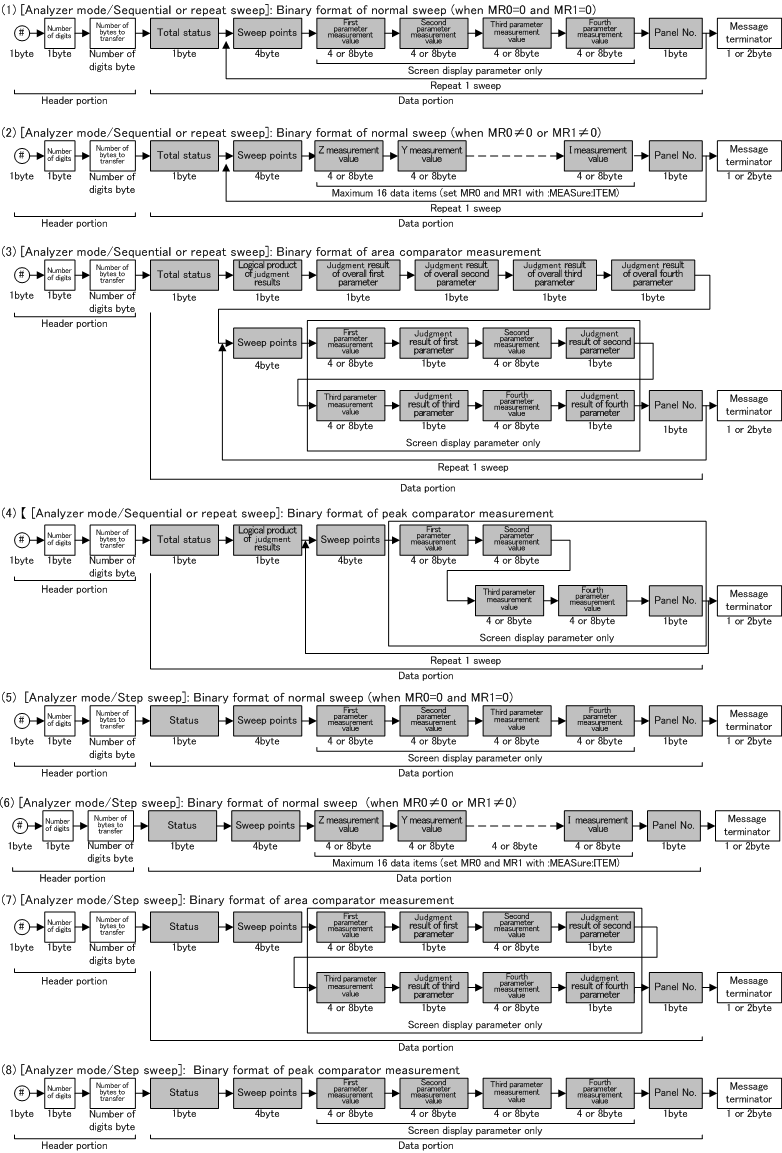 (1) [Analyzer mode/Sequential or repeat sweep]: Binary format of normal sweep (when MR0=0 and MR1=0)
#
Number of digits
Number of bytes to transfer
Total status
Sweep points
First parameter measurement value
Second parameter measurement value
Third parameter measurement value
Fourth parameter measurement value
Panel No.
Message terminator
1byte
1byte
Number of digits byte
1byte
4byte
4 or 8byte
4 or 8byte
4 or 8byte
4 or 8byte
1byte
1 or 2byte
Screen display parameter only
Repeat 1 sweep
Header portion
Data portion
(2) [Analyzer mode/Sequential or repeat sweep]: Binary format of normal sweep (when MR0≠0 or MR1≠0)
#
Number of digits
Number of bytes to transfer
Total status
Sweep points
Z measurement value
Y measurement value
I measurement value
Panel No.
Message terminator
1byte
1byte
Number of digits byte
1byte
4byte
4 or 8byte
4 or 8byte
4 or 8byte
1byte
1 or 2byte
Maximum 16 data items (set MR0 and MR1 with :MEASure:ITEM)
Repeat 1 sweep
Header portion
Data portion
(3) [Analyzer mode/Sequential or repeat sweep]: Binary format of area comparator measurement
#
Number of digits
Number of bytes to transfer
Total status
Logical product of judgment results
Judgment result of overall first parameter
Judgment result of overall second parameter
Judgment result of overall third parameter
Judgment result of overall fourth parameter
1byte
1byte
Number of digits byte
1byte
1byte
1byte
1byte
1byte
1byte
Header portion
Sweep points
First parameter measurement value
Judgment result of first parameter
Second parameter measurement value
Judgment result of second parameter
4byte
4 or 8byte
1byte
4 or 8byte
1byte
Third parameter measurement value
Judgment result of third parameter
Fourth parameter measurement value
Judgment result of fourth parameter
Panel No.
Message terminator
4 or 8byte
1byte
4 or 8byte
1byte
1byte
1 or 2byte
Screen display parameter only
Repeat 1 sweep
Data portion
(4)【 [Analyzer mode/Sequential or repeat sweep]: Binary format of peak comparator measurement
#
Number of digits
Number of bytes to transfer
Total status
Logical product of judgment results
Sweep points
First parameter measurement value
Second parameter measurement value
1byte
1byte
Number of digits byte
1byte
1byte
4byte
4 or 8byte
4 or 8byte
Header portion
Third parameter measurement value
Fourth parameter measurement value
Panel No.
Message terminator
4 or 8byte
4 or 8byte
1byte
1 or 2byte
Screen display parameter only
Repeat 1 sweep
Data portion
(5) [Analyzer mode/Step sweep]: Binary format of normal sweep (when MR0=0 and MR1=0)
#
Number of digits
Number of bytes to transfer
Status
Sweep points
First parameter measurement value
Second parameter measurement value
Third parameter measurement value
Fourth parameter measurement value
Panel No.
Message terminator
1byte
1byte
Number of digits byte
1byte
4byte
4 or 8byte
4 or 8byte
4 or 8byte
4 or 8byte
1byte
1 or 2byte
Screen display parameter only
Header portion
Data portion
(6) [Analyzer mode/Step sweep]: Binary format of normal sweep (when MR0≠0 or MR1≠0)
#
Number of digits
Number of bytes to transfer
Status
Sweep points
Z measurement value
Y measurement value
I measurement value
Panel No.
Message terminator
1byte
1byte
Number of digits byte
1byte
4byte
4 or 8byte
4 or 8byte
4 or 8byte
4 or 8byte
1byte
1 or 2byte
Maximum 16 data items (set MR0 and MR1 with :MEASure:ITEM)
Header portion
Data portion
(7) [Analyzer mode/Step sweep]: Binary format of area comparator measurement
#
Number of digits
Number of bytes to transfer
Status
Sweep points
First parameter measurement value
Judgment result of first parameter
Second parameter measurement value
Judgment result of second parameter
1byte
1byte
Number of digits byte
1byte
4byte
4 or 8byte
1byte
4 or 8byte
1byte
Header portion
Third parameter measurement value
Judgment result of third parameter
Fourth parameter measurement value
Judgment result of fourth parameter
Panel No.
Message terminator
4 or 8byte
1byte
4 or 8byte
1byte
1byte
1 or 2byte
Screen display parameter only
Data portion
(8) [Analyzer mode/Step sweep]: Binary format of peak comparator measurement
#
Number of digits
Number of bytes to transfer
Status
Sweep points
First parameter measurement value
Second parameter measurement value
Third parameter measurement value
Fourth parameter measurement value
Panel No.
Message terminator
1byte
1byte
Number of digits byte
1byte
4byte
4 or 8byte
4 or 8byte
4 or 8byte
4 or 8byte
1byte
1 or 2byte
Screen display parameter only
Header portion
Data portion